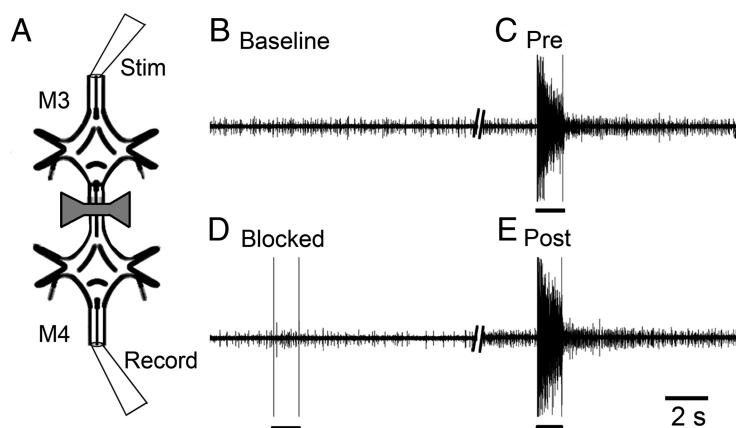 A
Stim
M3
M4
Record
B Baseline
C Pre
D Blocked
E Post
2 s